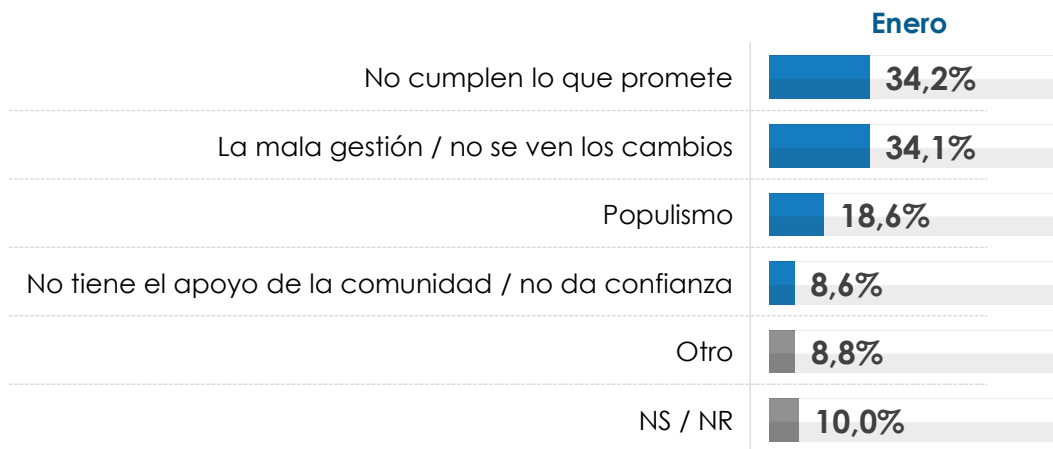 Enero
No cumplen lo que promete 34,2%
La mala gestión / no se ven los cambios 34,1%
Populismo 18,6%
No tiene el apoyo de la comunidad / no da confianza 8,6%
Otro 8,8%
NS / NR 10,0%